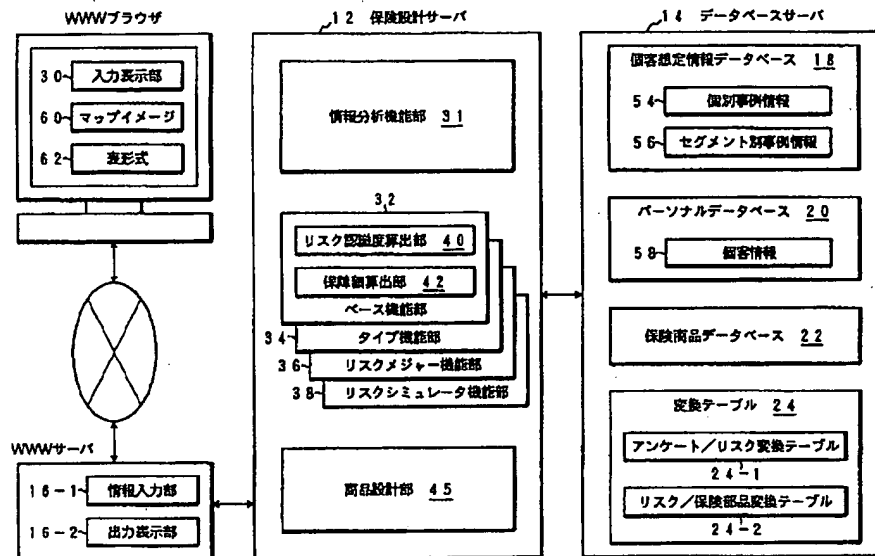 WWWブラウザ
30 入力表示部
60 マップイメージ
62 表形式
WWWサーバ
16-1 情報入力部
16-2 出力表示部
12 保険設計サーバ
情報分析機能部 31
32
リスク認識度算出部 40
保障額算出部 42
ベース機能部
34 タイプ機能部
36 リスクメジャー機能部
38 リスクシミュレータ機能部
商品設計部 45
14 データベースサーバ
個客想定情報データベース 18
54 個別事例情報
56 セグメント別事例情報
パーソナルデータベース 20
58 個客情報
保険商品データベース 22
変換テーブル 24
アンケート/リスク変換テーブル
24-1
リスク/保険部品変換テーブル
24-2